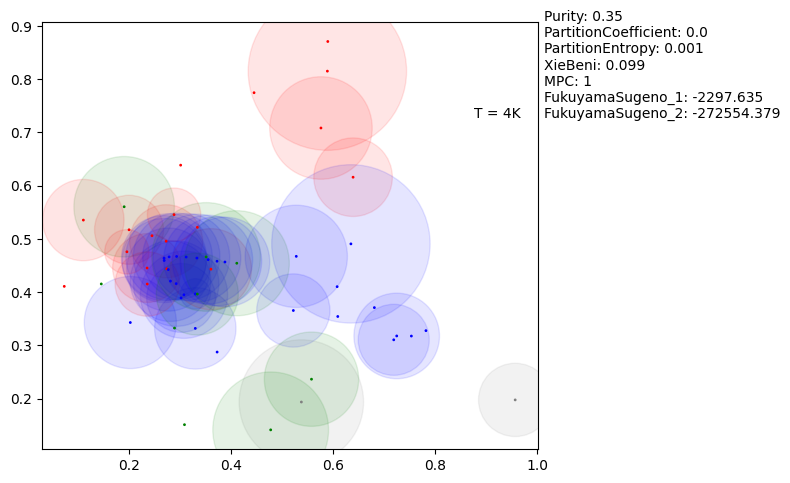 Purity: 0.35
PartitionCoefficient: 0.0
PartitionEntropy: 0.001
XieBeni: 0.099
MPC: 1
FukuyamaSugeno_1: -2297.635
FukuyamaSugeno_2: -272554.379
T = 4K
0.9
0.8
0.7
0.6
0.5
0.4
0.3
0.2
0.2
0.4
0.6
0.8
1.0